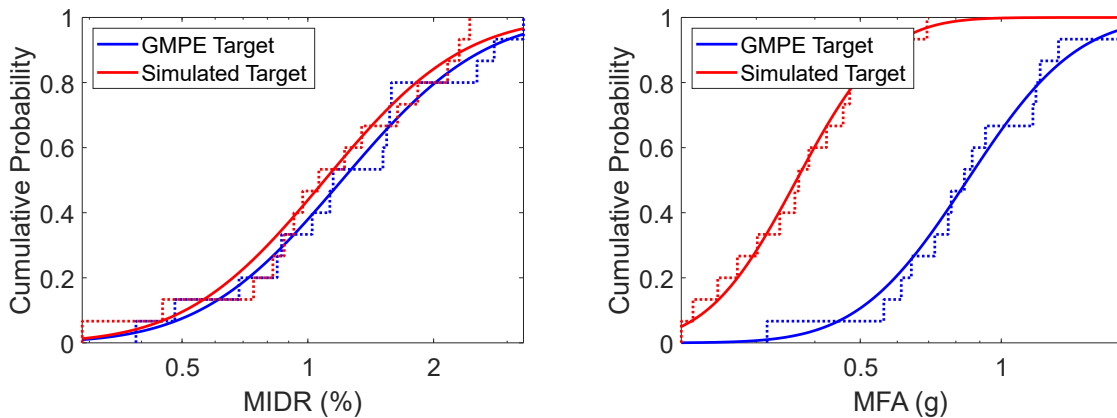 Cumulative Probability
1
0.8
0.6
0.4
0.2
0
GMPE Target
Simulated Target
0.5
1
2
MIDR (%)
Cumulative Probability
1
0.8
0.6
0.4
0.2
0
GMPE Target
Simulated Target
0.5
1
MFA (g)